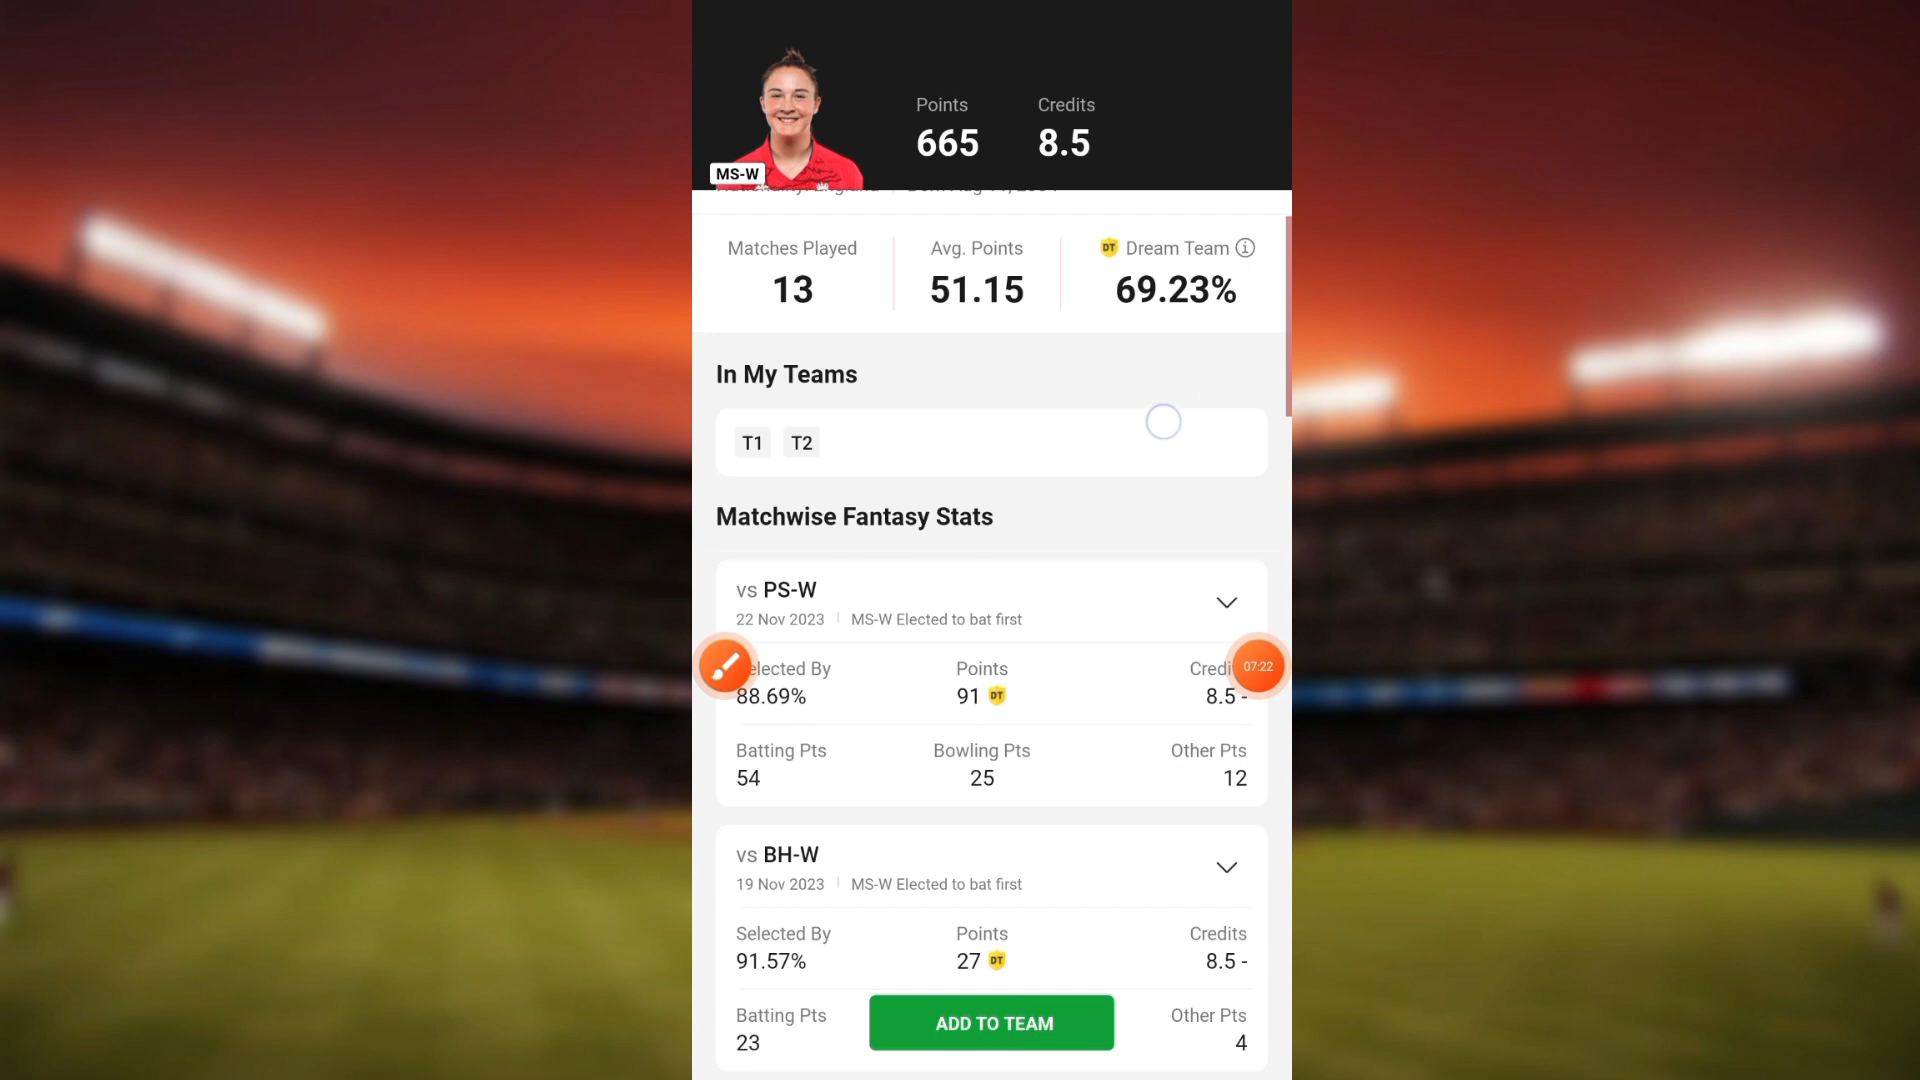 Points
Credits
665
8.5
MS-W
Matches Played
Avg. Points
DT Dream Team
13
51.15
69.23%
In My Teams
T1 T2
Matchwise Fantasy Stats
vs PS-W
22 Nov 2023 MS-W Elected to bat first
elected By
Points
Credi
07:22
88.69%
91 DT
8.5 -
Batting Pts
Bowling Pts
Other Pts
54
25
12
vs BH-W
19 Nov 2023 MS-W Elected to bat first
Selected By
Points
Credits
91.57%
27 DT
8.5 -
Batting Pts
ADD TO TEAM
Other Pts
23
4